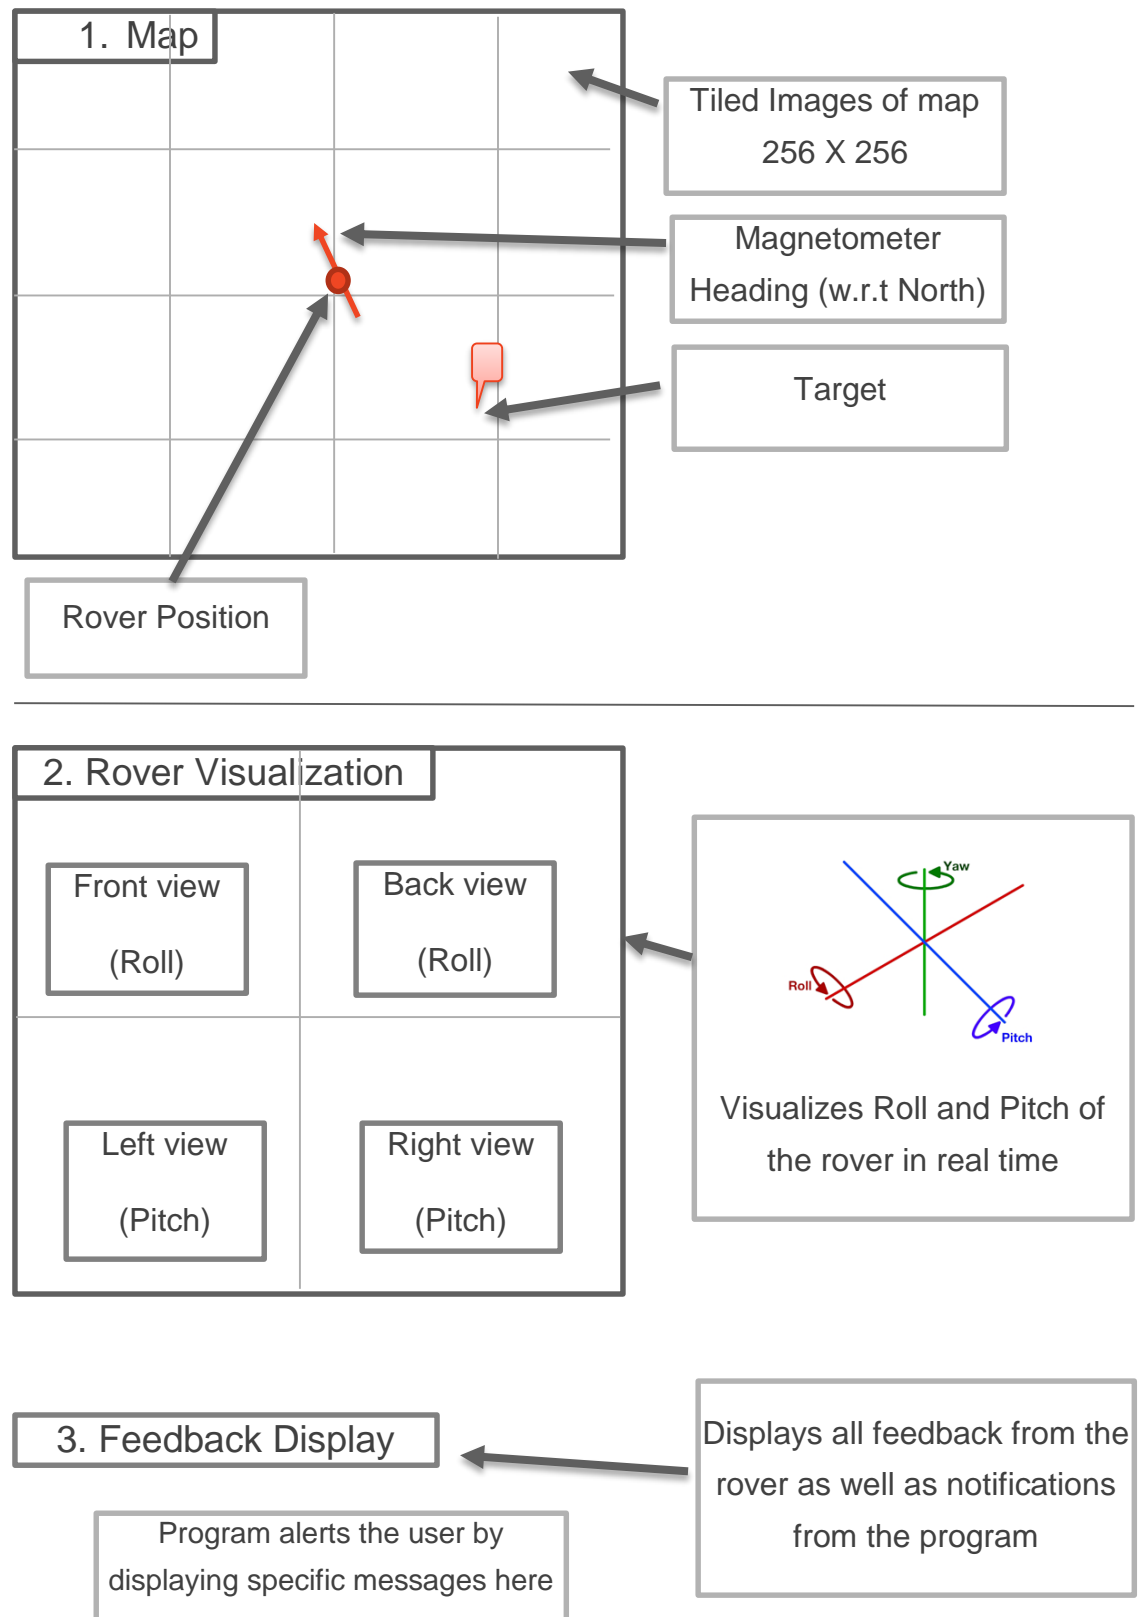 1. Map
Tiled Images of map
256 X 256
Magnetometer
Heading (w.r.t North)
Target
Rover Position
2. Rover Visualization
Front view
(Roll)
Back view
(Roll)
Left view
(Pitch)
Right view
(Pitch)
Yaw
Roll
Pitch
Visualizes Roll and Pitch of
the rover in real time
3. Feedback Display
Displays all feedback from the
rover as well as notifications
from the program
Program alerts the user by
displaying specific messages here